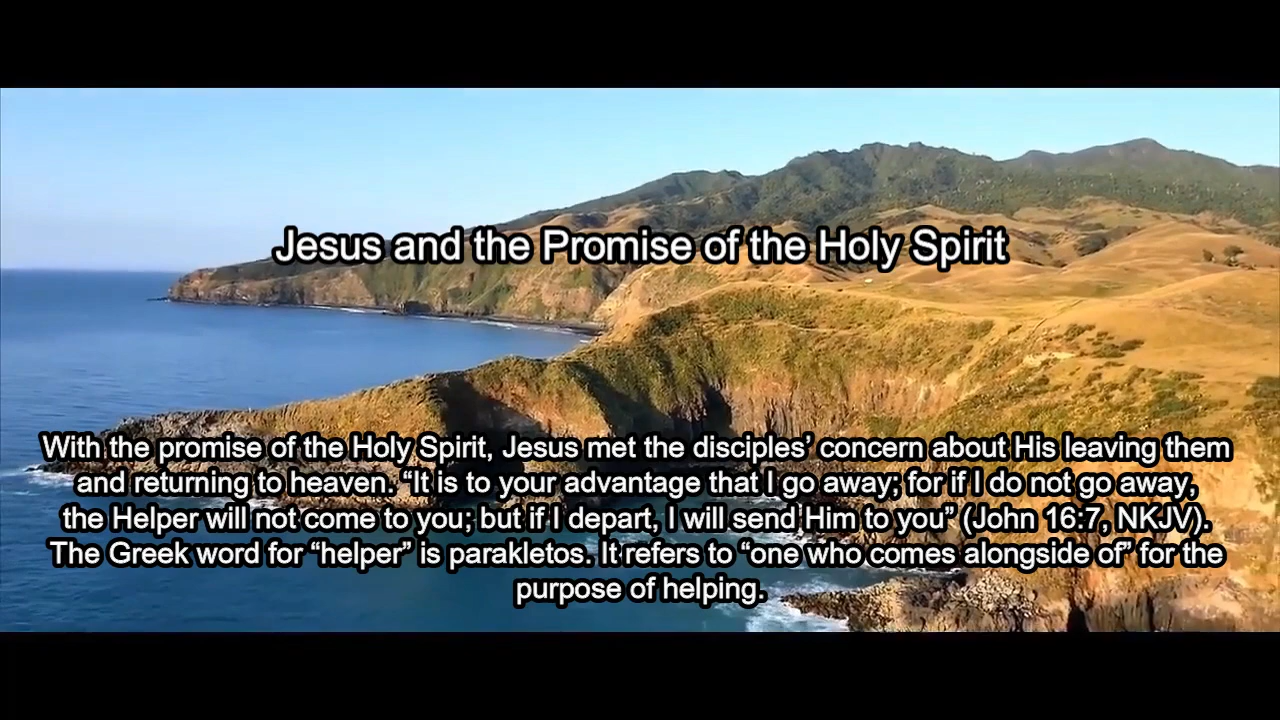 Jesus and the Promise of the Holy Spirit
With the promise of the Holy Spirit, Jesus met the disciples’ concern about His leaving them
and returning to heaven. “It is to your advantage that I go away; for if I do not go away,
the Helper will not come to you; but if I depart, I will send Him to you” (John 16:7, NKJV).
The Greek word for “helper” is parakletos. It refers to “one who comes alongside of” for the
purpose of helping.